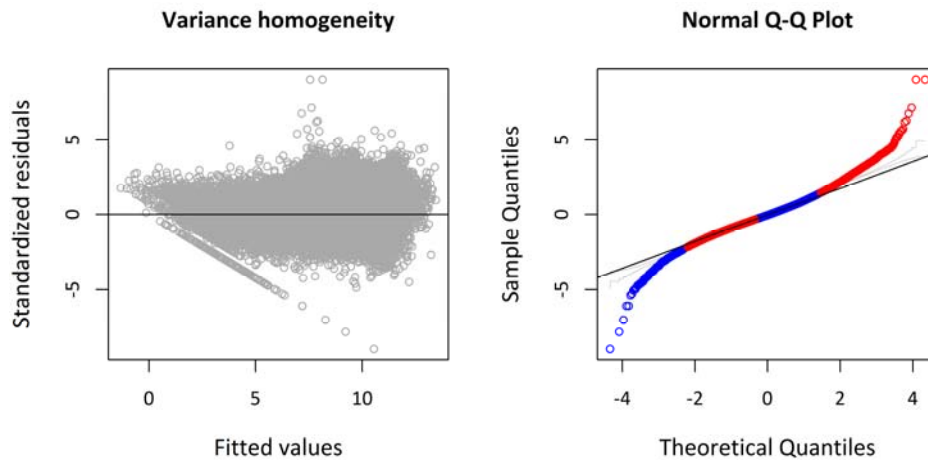 Variance homogeneity
Standardized residuals
5
0
-5
0
5
10
Fitted values
Normal Q-Q Plot
Sample Quantiles
5
0
-5
-4
-2
0
2
4
Theoretical Quantiles